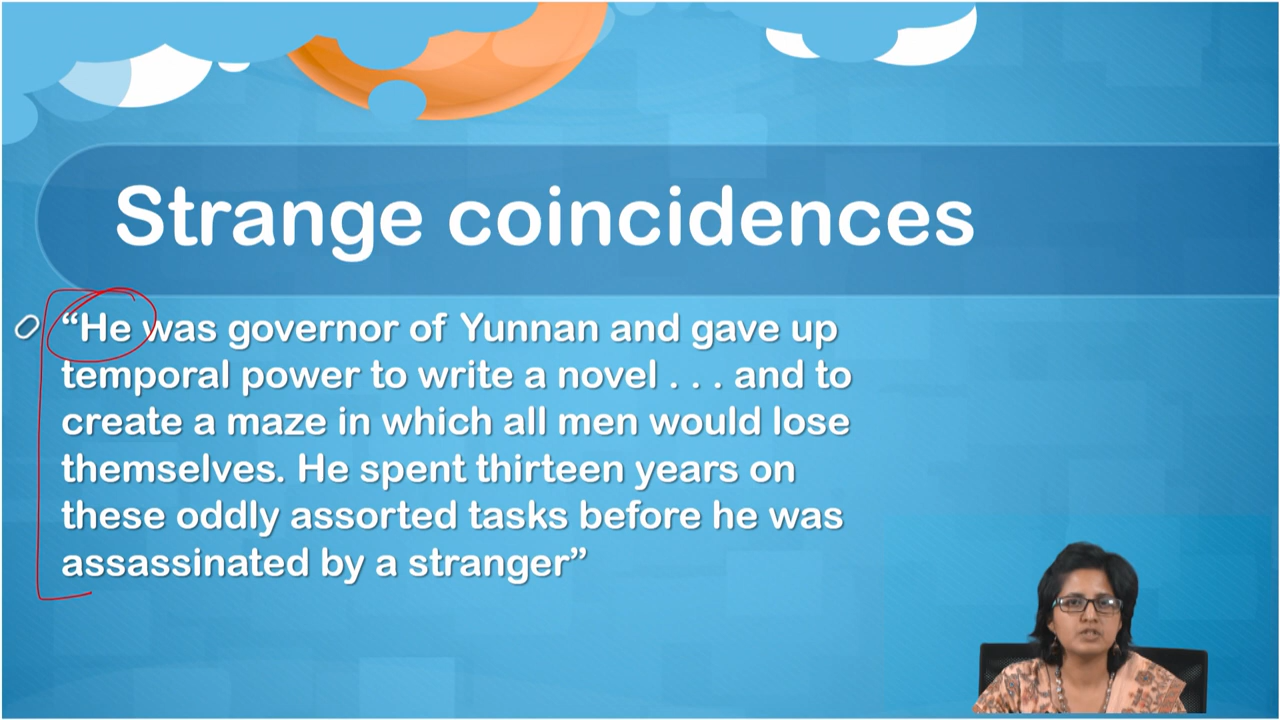 Strange coincidences
“He was governor of Yunnan and gave up
temporal power to write a novel . . . and to
create a maze in which all men would lose
themselves. He spent thirteen years on
these oddly assorted tasks before he was
assassinated by a stranger”